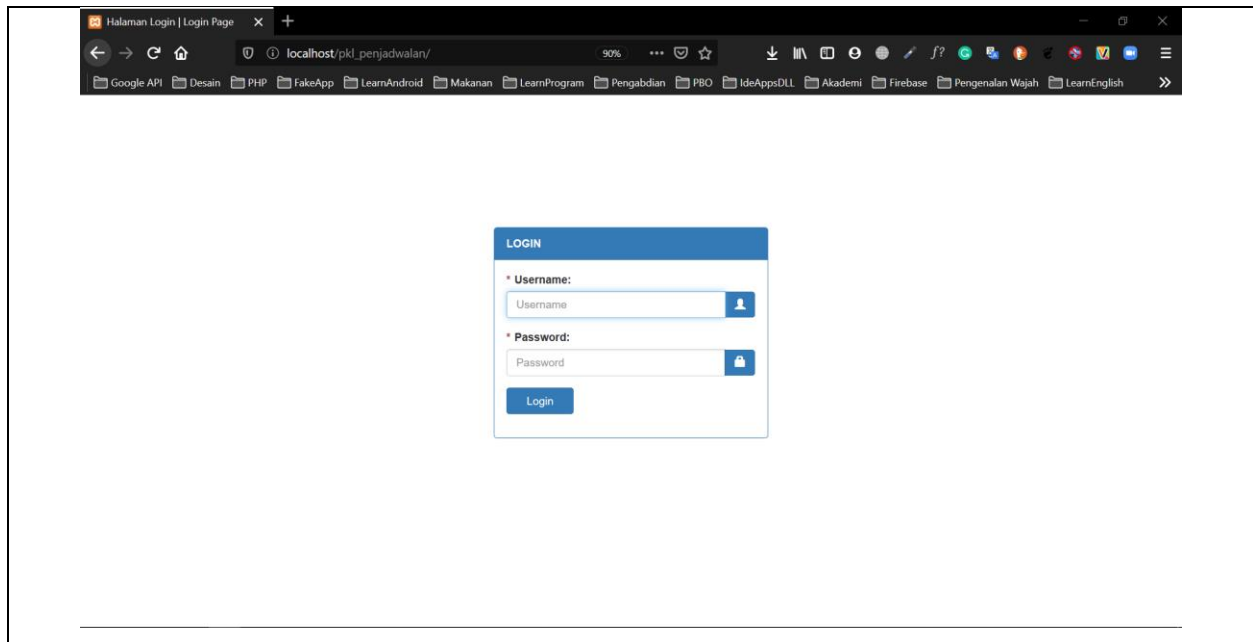 Halaman Login | Login Page
localhost/pkl_penjadwalan/ 90%
Google API Desain PHP FakeApp LearnAndroid Makanan LearnProgram Pengabdian PBO IdeAppsDLL Akademi Firebase Pengenalan Wajah LearnEnglish
LOGIN
* Username:
Username
* Password:
Password
Login